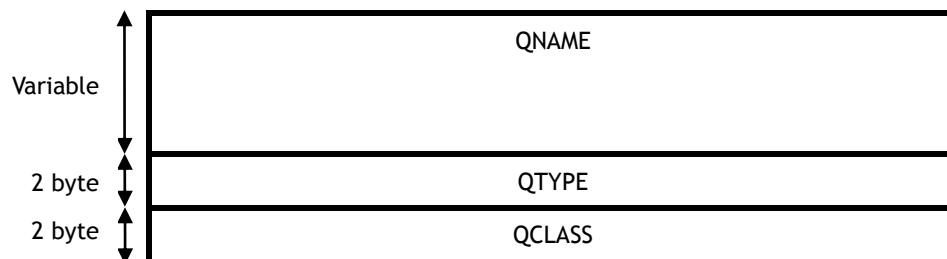 QNAME
Variable
2 byte
QTYPE
2 byte
QCLASS